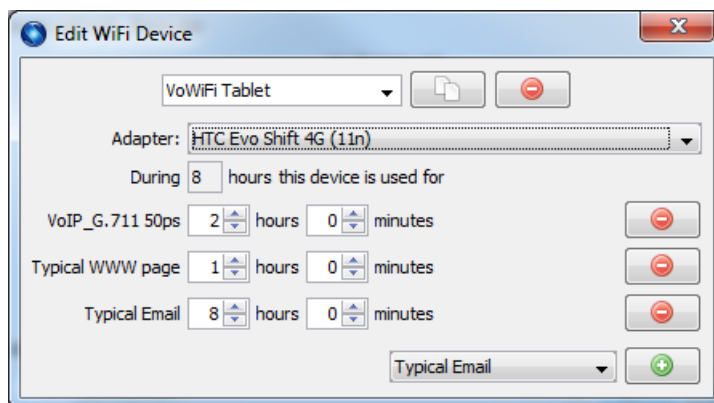 Edit WiFi Device
VoWiFi Tablet
Adapter: HTC Evo Shift 4G (11n)
During 8 hours this device is used for
VoIP_G.711 50ps 2 hours 0 minutes
Typical WWW page 1 hours 0 minutes
Typical Email 8 hours 0 minutes
Typical Email